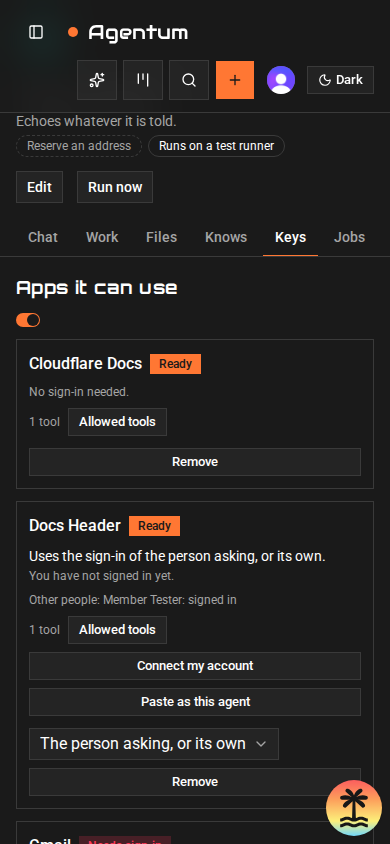 Agentum
Dark
Echoes whatever it is told.
Reserve an address
Runs on a test runner
Edit
Run now
Chat
Work
Files
Knows
Keys
Jobs
Apps it can use
Cloudflare Docs
Ready
No sign-in needed.
1 tool
Allowed tools
Remove
Docs Header
Ready
Uses the sign-in of the person asking, or its own.
You have not signed in yet.
Other people: Member Tester: signed in
1 tool
Allowed tools
Connect my account
Paste as this agent
The person asking, or its own
Remove
Gmail
Needs sign-in